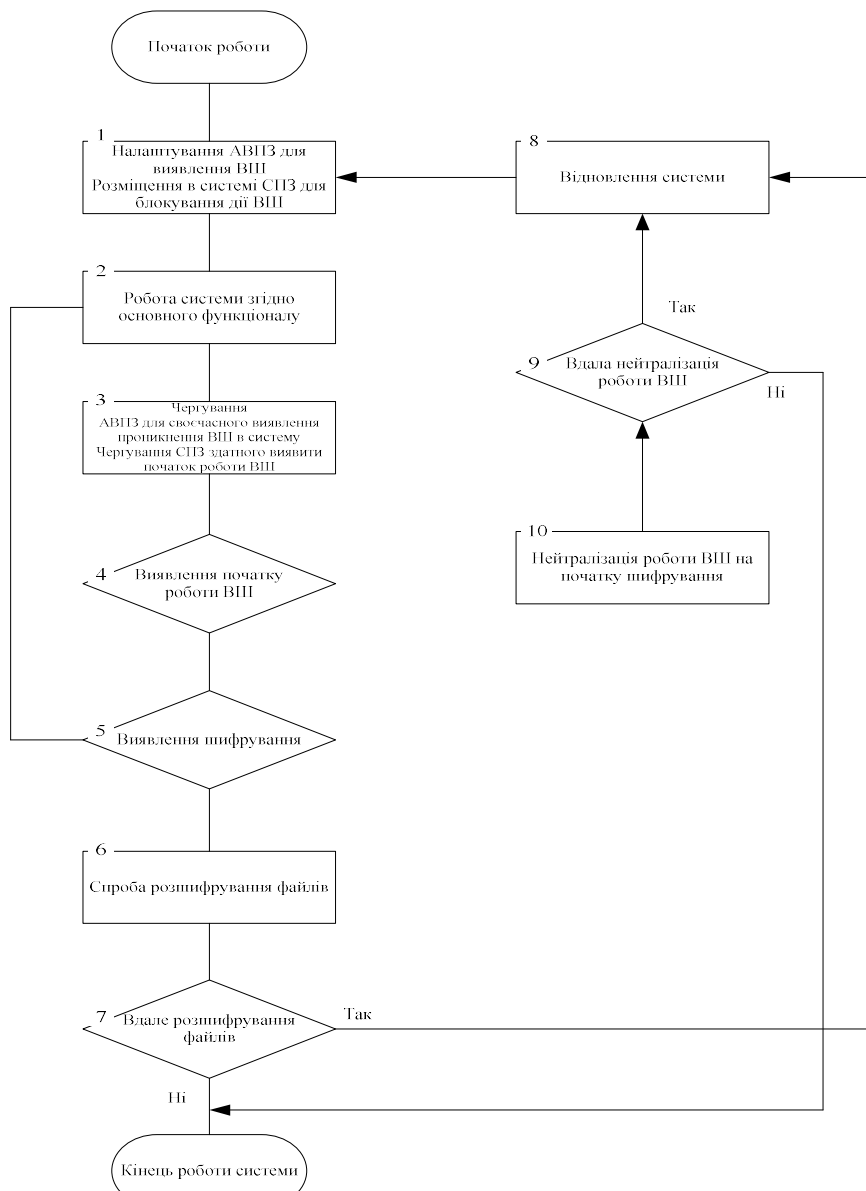 Початок роботи
1
Налаштування АВПЗ для
виявлення ВШ
Розміщення в системі СПЗ для
блокування дії ВШ
8
Відновлення системи
2
Робота системи згідно
основного функціоналу
Так
9
Вдала нейтралізація
роботи ВШ
Ні
3
Чергування
АВПЗ для своєчасного виявлення
проникнення ВШ в систему
Чергування СПЗ здатного виявити
початок роботи ВШ
10
Нейтралізація роботи ВШ на
початку шифрування
4
Виявлення початку
роботи ВШ
5
Виявлення шифрування
6
Спроба розшифрування файлів
7
Вдале розшифрування
файлів
Так
Ні
Кінець роботи системи